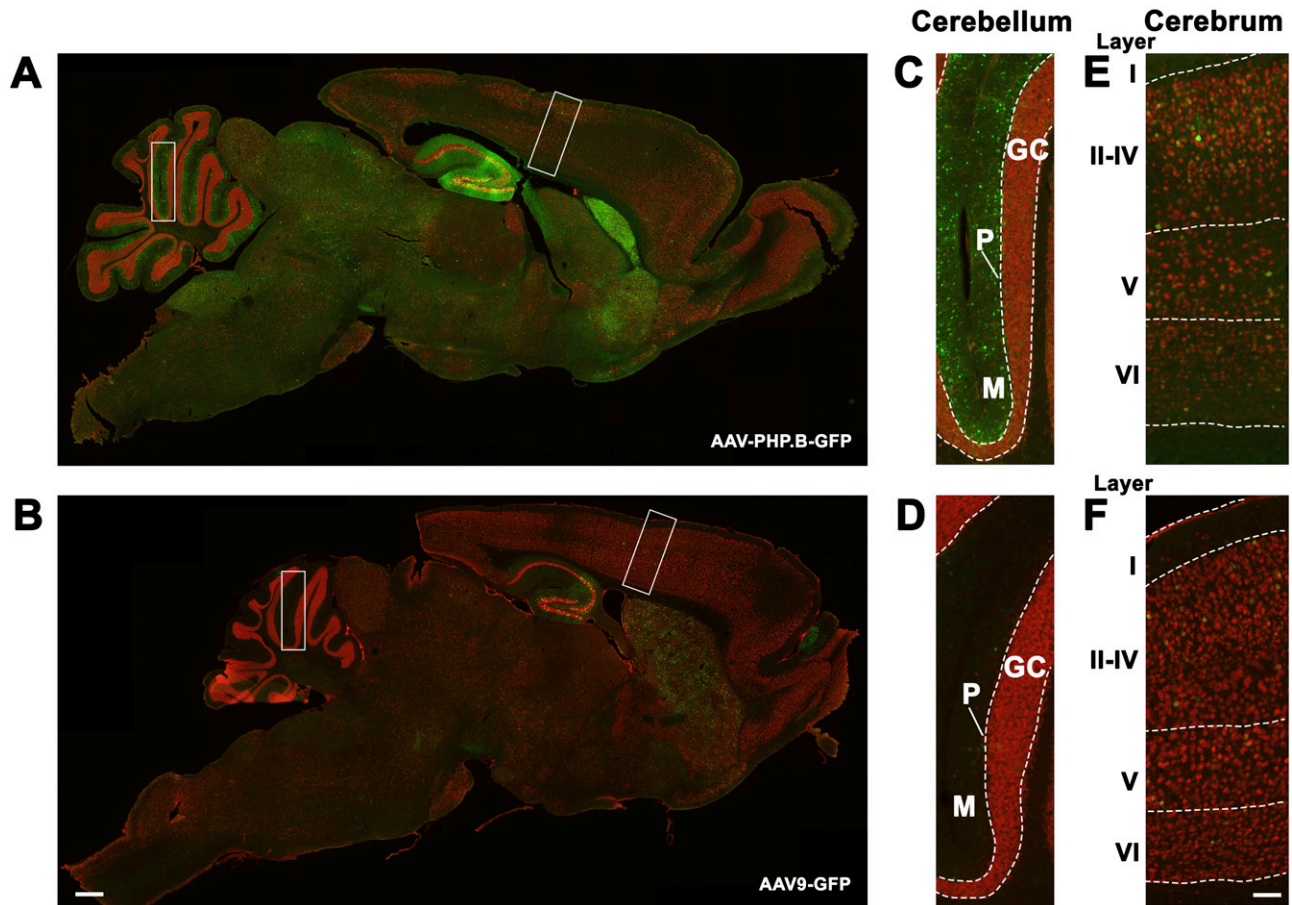 Cerebellum
Cerebrum
A
C
Layer
E
I
GC
II-IV
P
V
VI
M
AAV-PHP.B-GFP
B
D
Layer
F
I
GC
II-IV
P
V
M
VI
AAV9-GFP